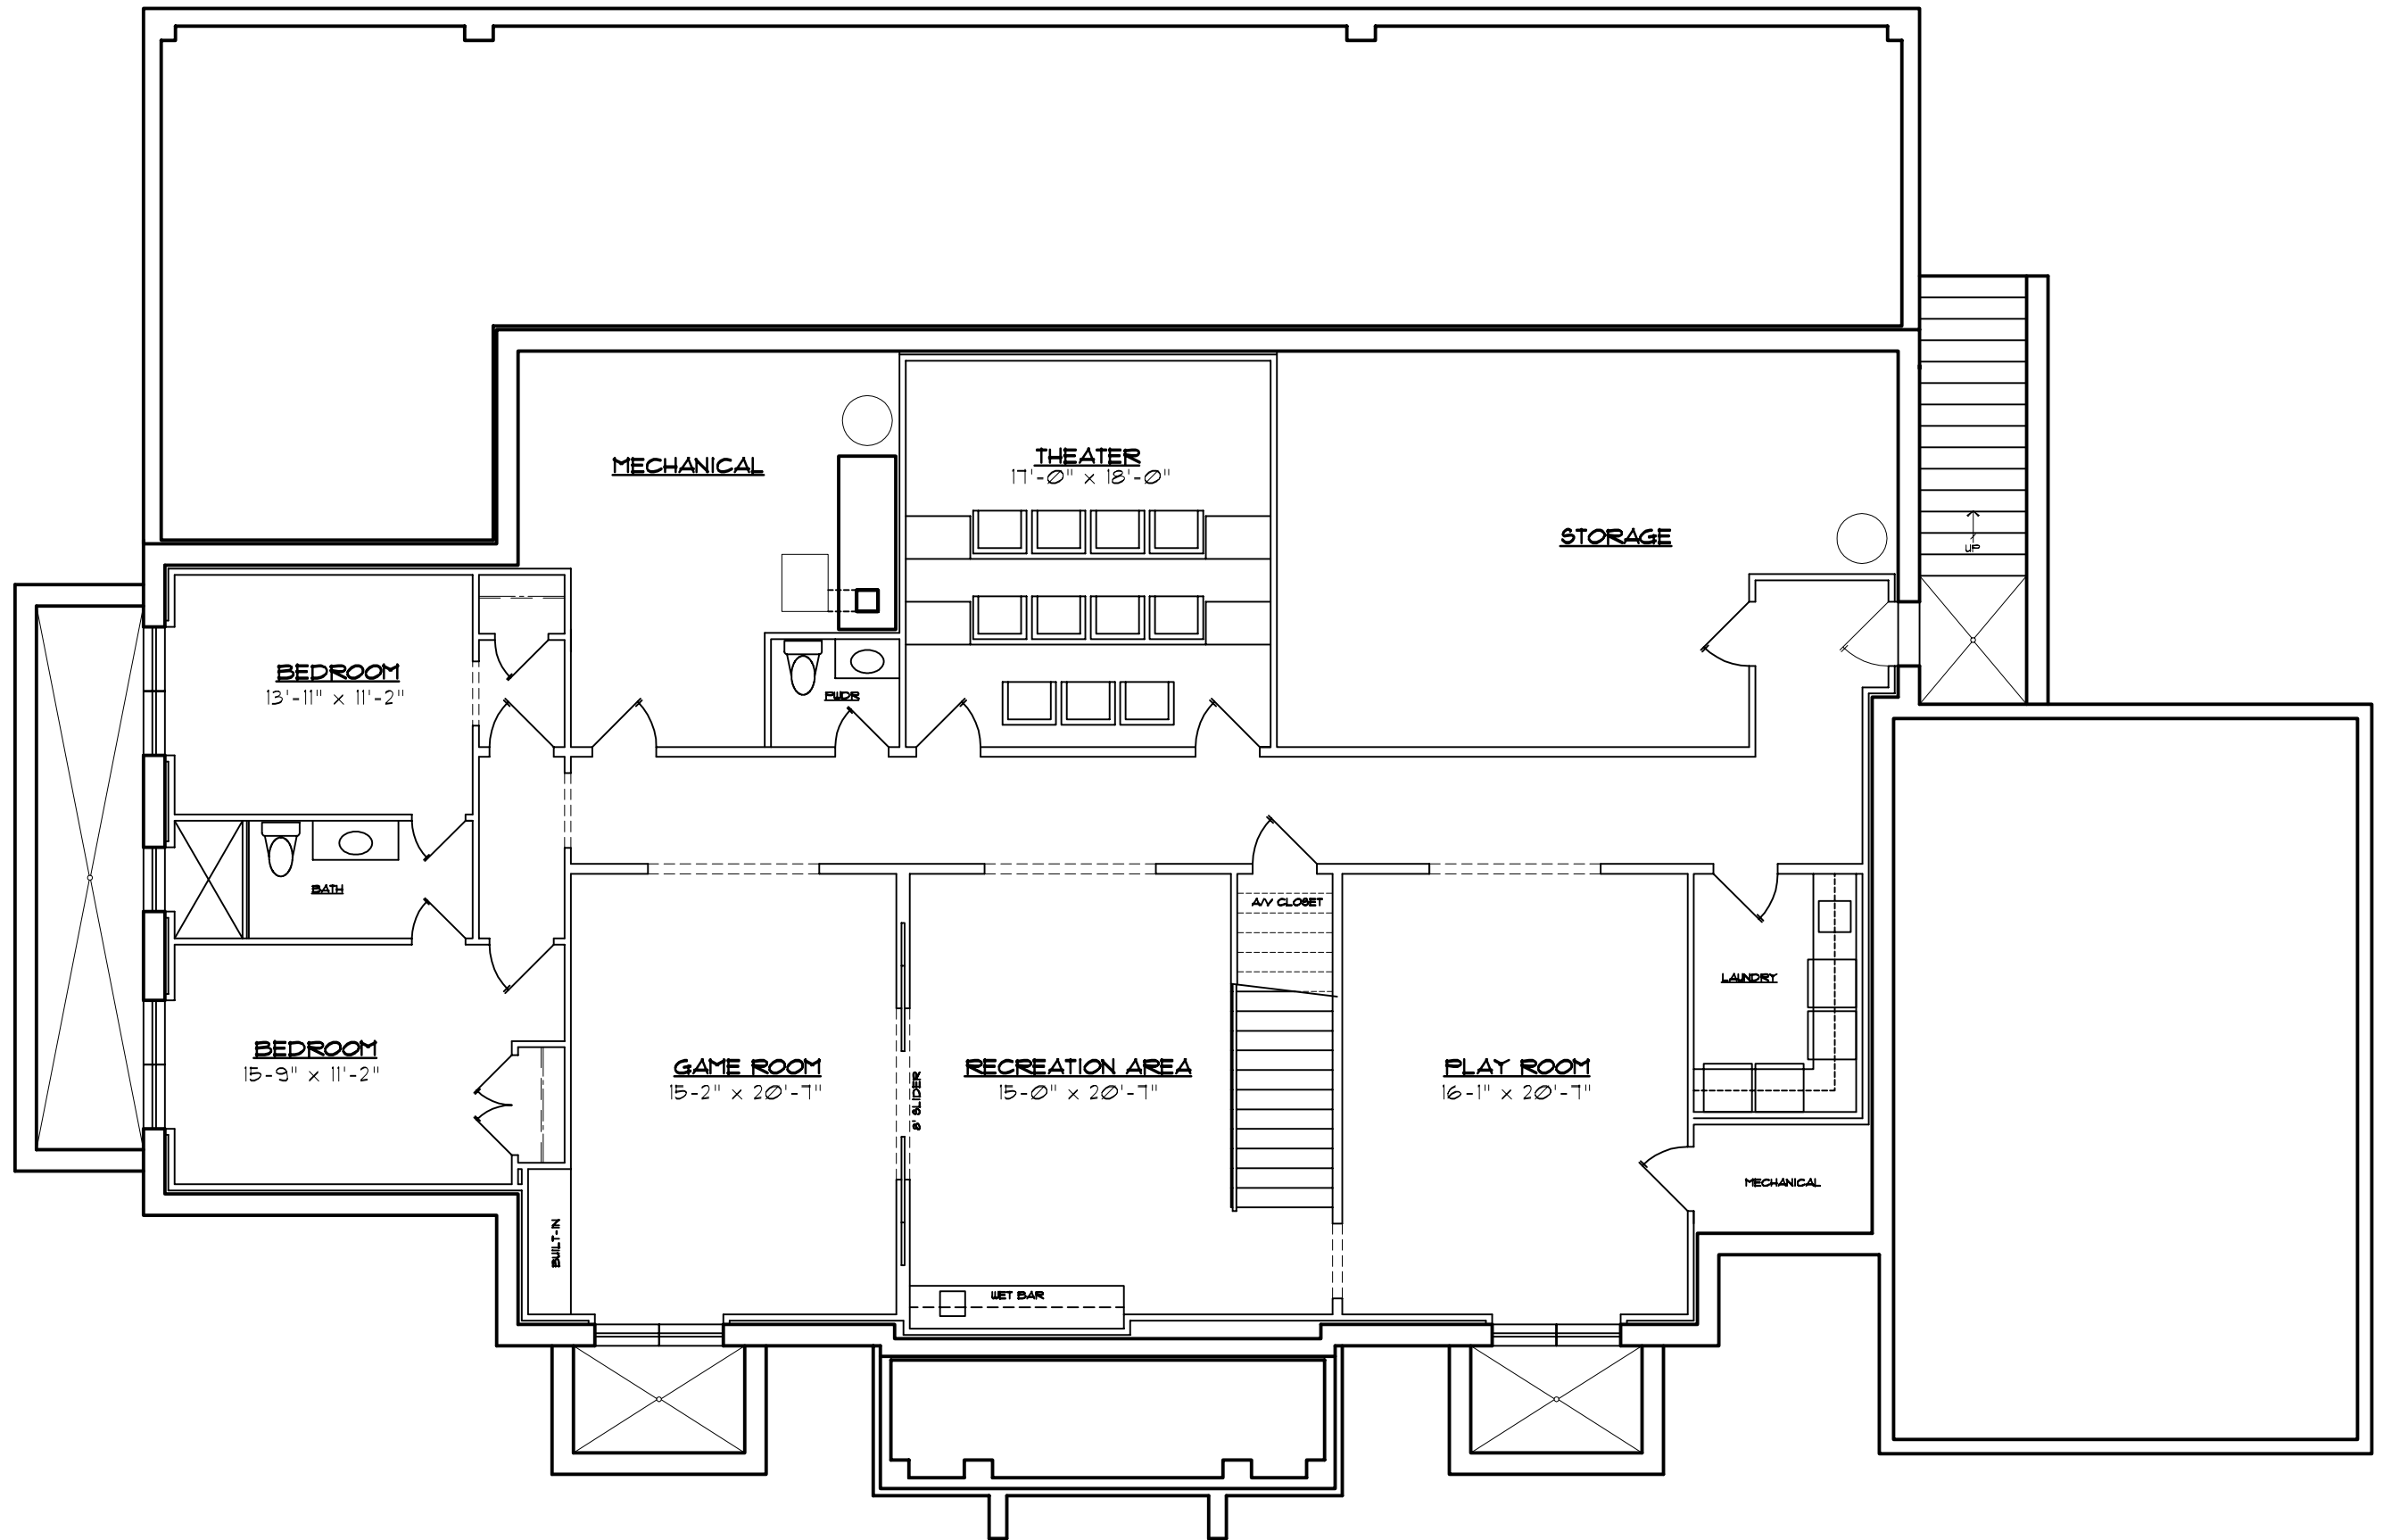 MECHANICAL
THEATER
17'-0" x 18'-0"
STORAGE
UP
BEDROOM
13'-11" x 11'-2"
PWDR
BATH
A/V CLOSET
LAUNDRY
BEDROOM
15-9" x 11'-2"
GAME ROOM
15-2" x 20'-7"
8' SLIDER
RECREATION AREA
15-0" x 20'-7"
PLAY ROOM
16-1" x 20'-7"
MECHANICAL
BUILT-IN
WET BAR